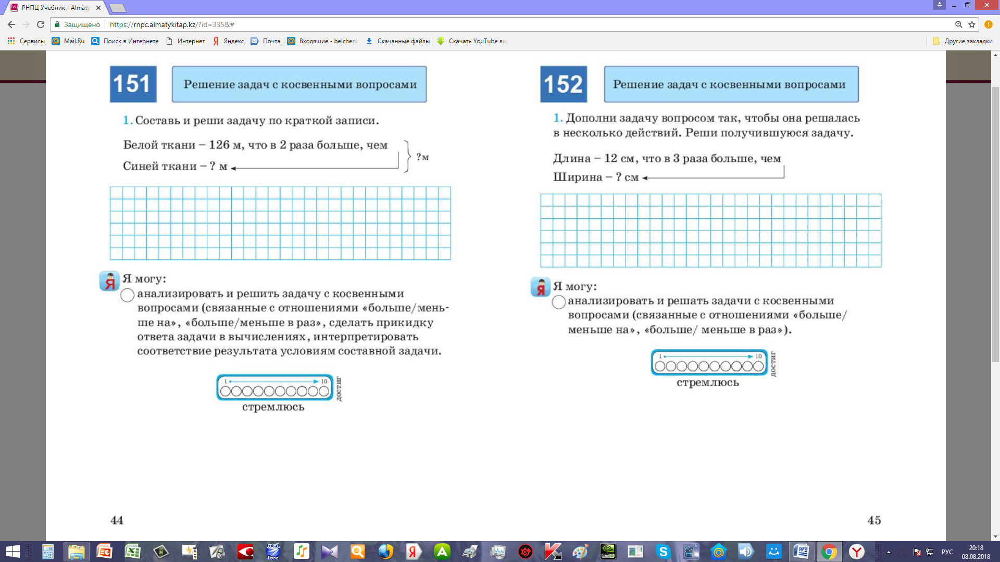 РНПЦ Учебник - Almaty
Защищено
https://rnpc.almatykitap.kz/?id=335&#
Сервисы
Mail.Ru
Поиск в Интернете
Интернет
Яндекс
Почта
Входящие - belchenk
Скачанные файлы
Скачать YouTube ви
Другие закладки
151
Решение задач с косвенными вопросами
1. Составь и реши задачу по краткой записи.
Белой ткани – 126 м, что в 2 раза больше, чем
?м
Синей ткани – ? м
Я
Я могу:
анализировать и решить задачу с косвенными
вопросами (связанные с отношениями «больше/мень-
ше на», «больше/меньше в раз», сделать прикидку
ответа задачи в вычислениях, интерпретировать
соответствие результата условиям составной задачи.
1 10
достиг
стремлюсь
44
152
Решение задач с косвенными вопросами
1. Дополни задачу вопросом так, чтобы она решалась
в несколько действий. Реши получившуюся задачу.
Длина – 12 см, что в 3 раза больше, чем
Ширина – ? см
Я
Я могу:
анализировать и решать задачи с косвенными
вопросами (связанные с отношениями «больше/
меньше на», «больше/ меньше в раз»).
1 10
достиг
стремлюсь
45
total
free
РУС
20:18
08.08.2018